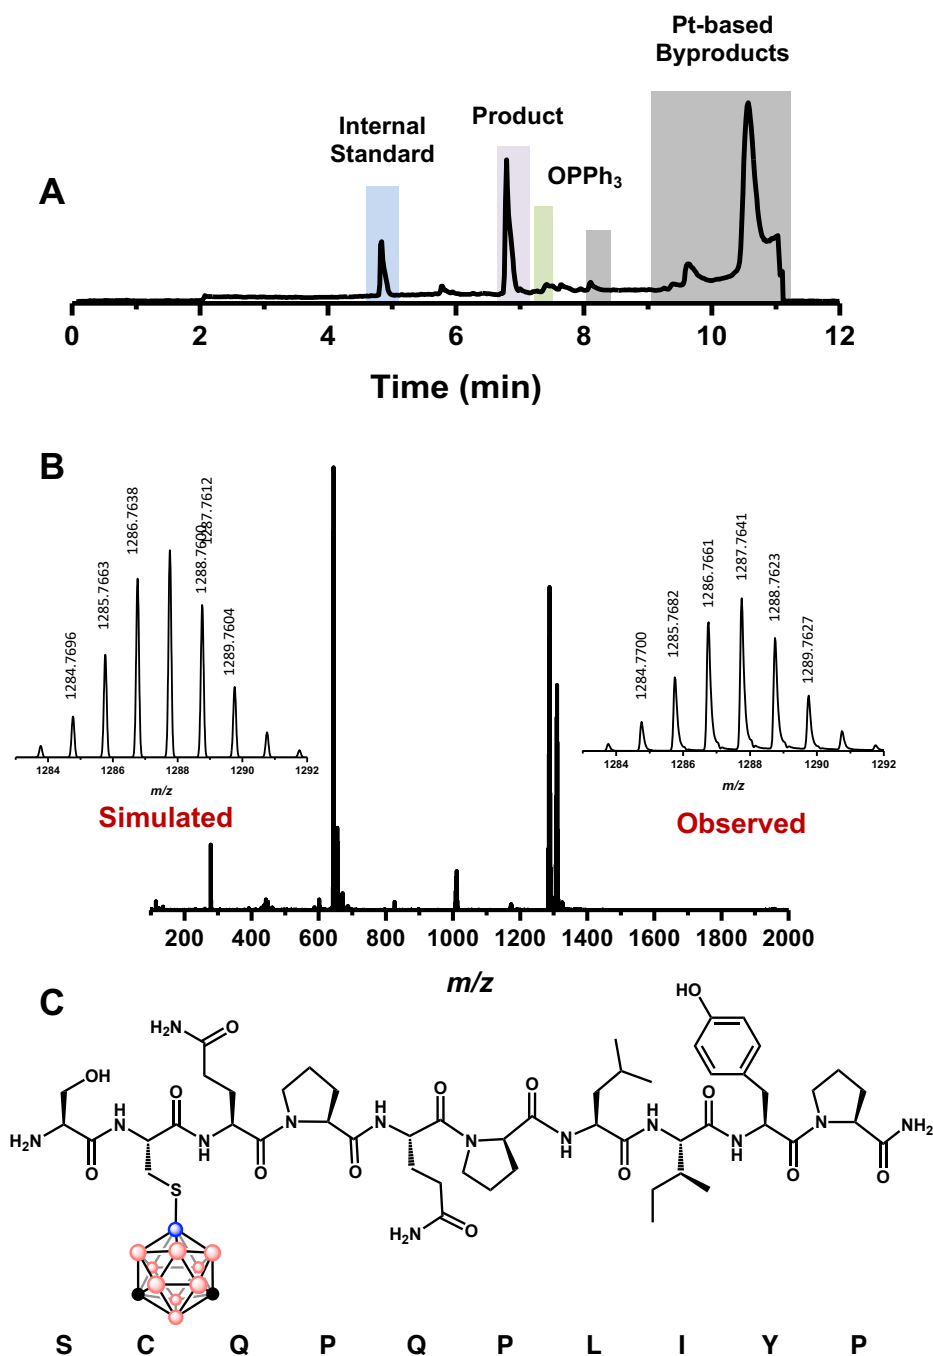 Pt-based
Byproducts
Product
Internal
Standard
OPPh3
A
0 2 4 6 8 10 12
Time (min)
B
1284.7696
1285.7663
1286.7638
1287.7612
1288.7600
1289.7604
1284 1286 1288 1290 1292
m/z
Simulated
1284.7700
1285.7682
1286.7661
1287.7641
1288.7623
1289.7627
1284 1286 1288 1290 1292
m/z
Observed
200 400 600 800 1000 1200 1400 1600 1800 2000
m/z
C
HO
H2N O
OH
H H O N O O N H O H
H2N N N N N N N N NH2
O H O O H O H O O
S
H2N O
S C Q P Q P L I Y P